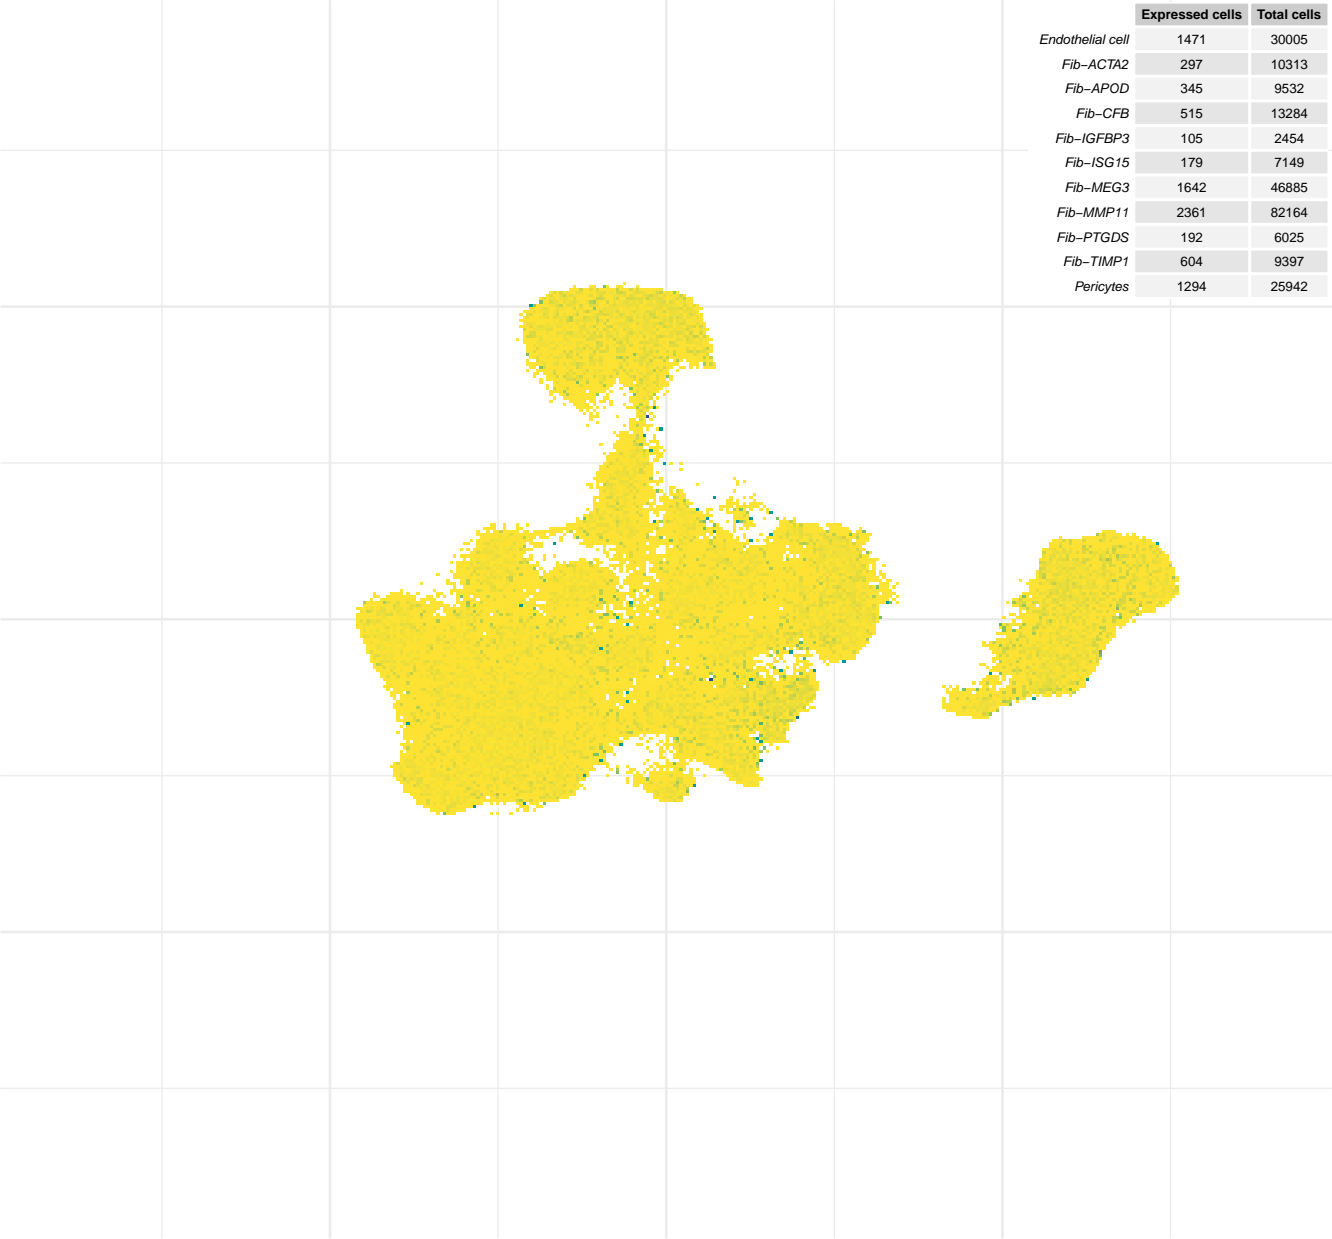 Expressed cells Total cells
Endothelial cell 1471 30005
Fib−ACTA2 297 10313
Fib−APOD 345 9532
Fib−CFB 515 13284
Fib−IGFBP3 105 2454
Fib−ISG15 179 7149
Fib−MEG3 1642 46885
Fib−MMP11 2361 82164
Fib−PTGDS 192 6025
Fib−TIMP1 604 9397
Pericytes 1294 25942